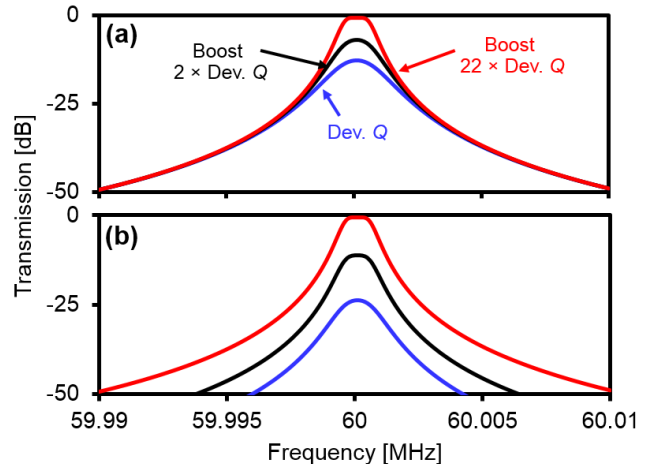 0
(a)
Boost
2 × Dev. Q
Boost
22 × Dev. Q
Dev. Q
-25
-50
Transmission [dB]
0
(b)
-25
-50
59.99
59.995
60
60.005
60.01
Frequency [MHz]